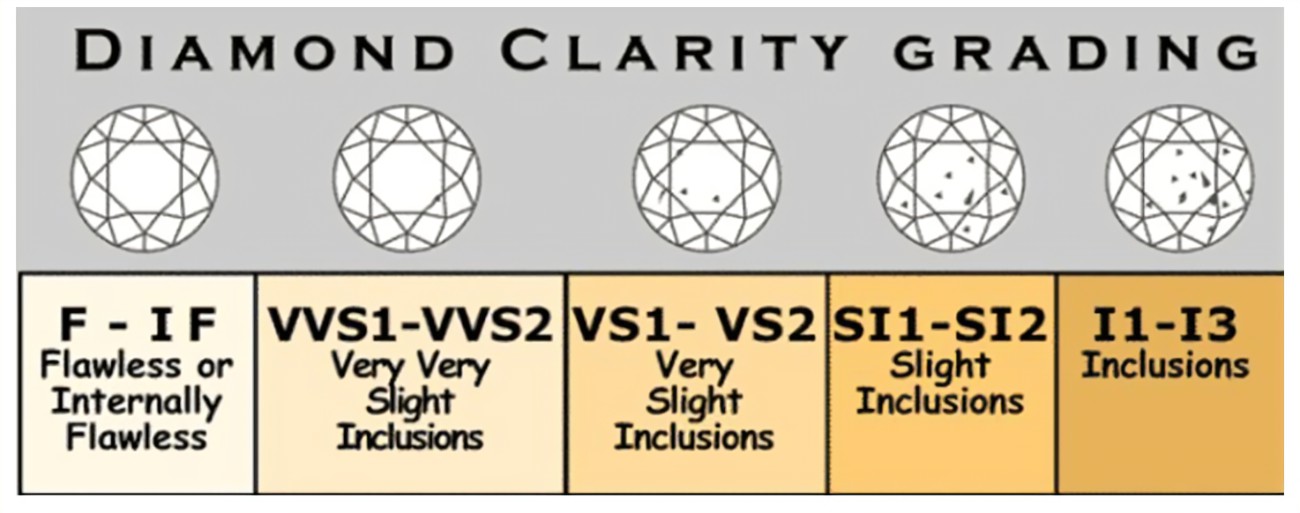 DIAMOND CLARITY GRADING
F - I F
Flawless or
Internally
Flawless
VVS1-VVS2
Very Very
Slight
Inclusions
VS1- VS2
Very
Slight
Inclusions
SI1-SI2
Slight
Inclusions
I1-I3
Inclusions